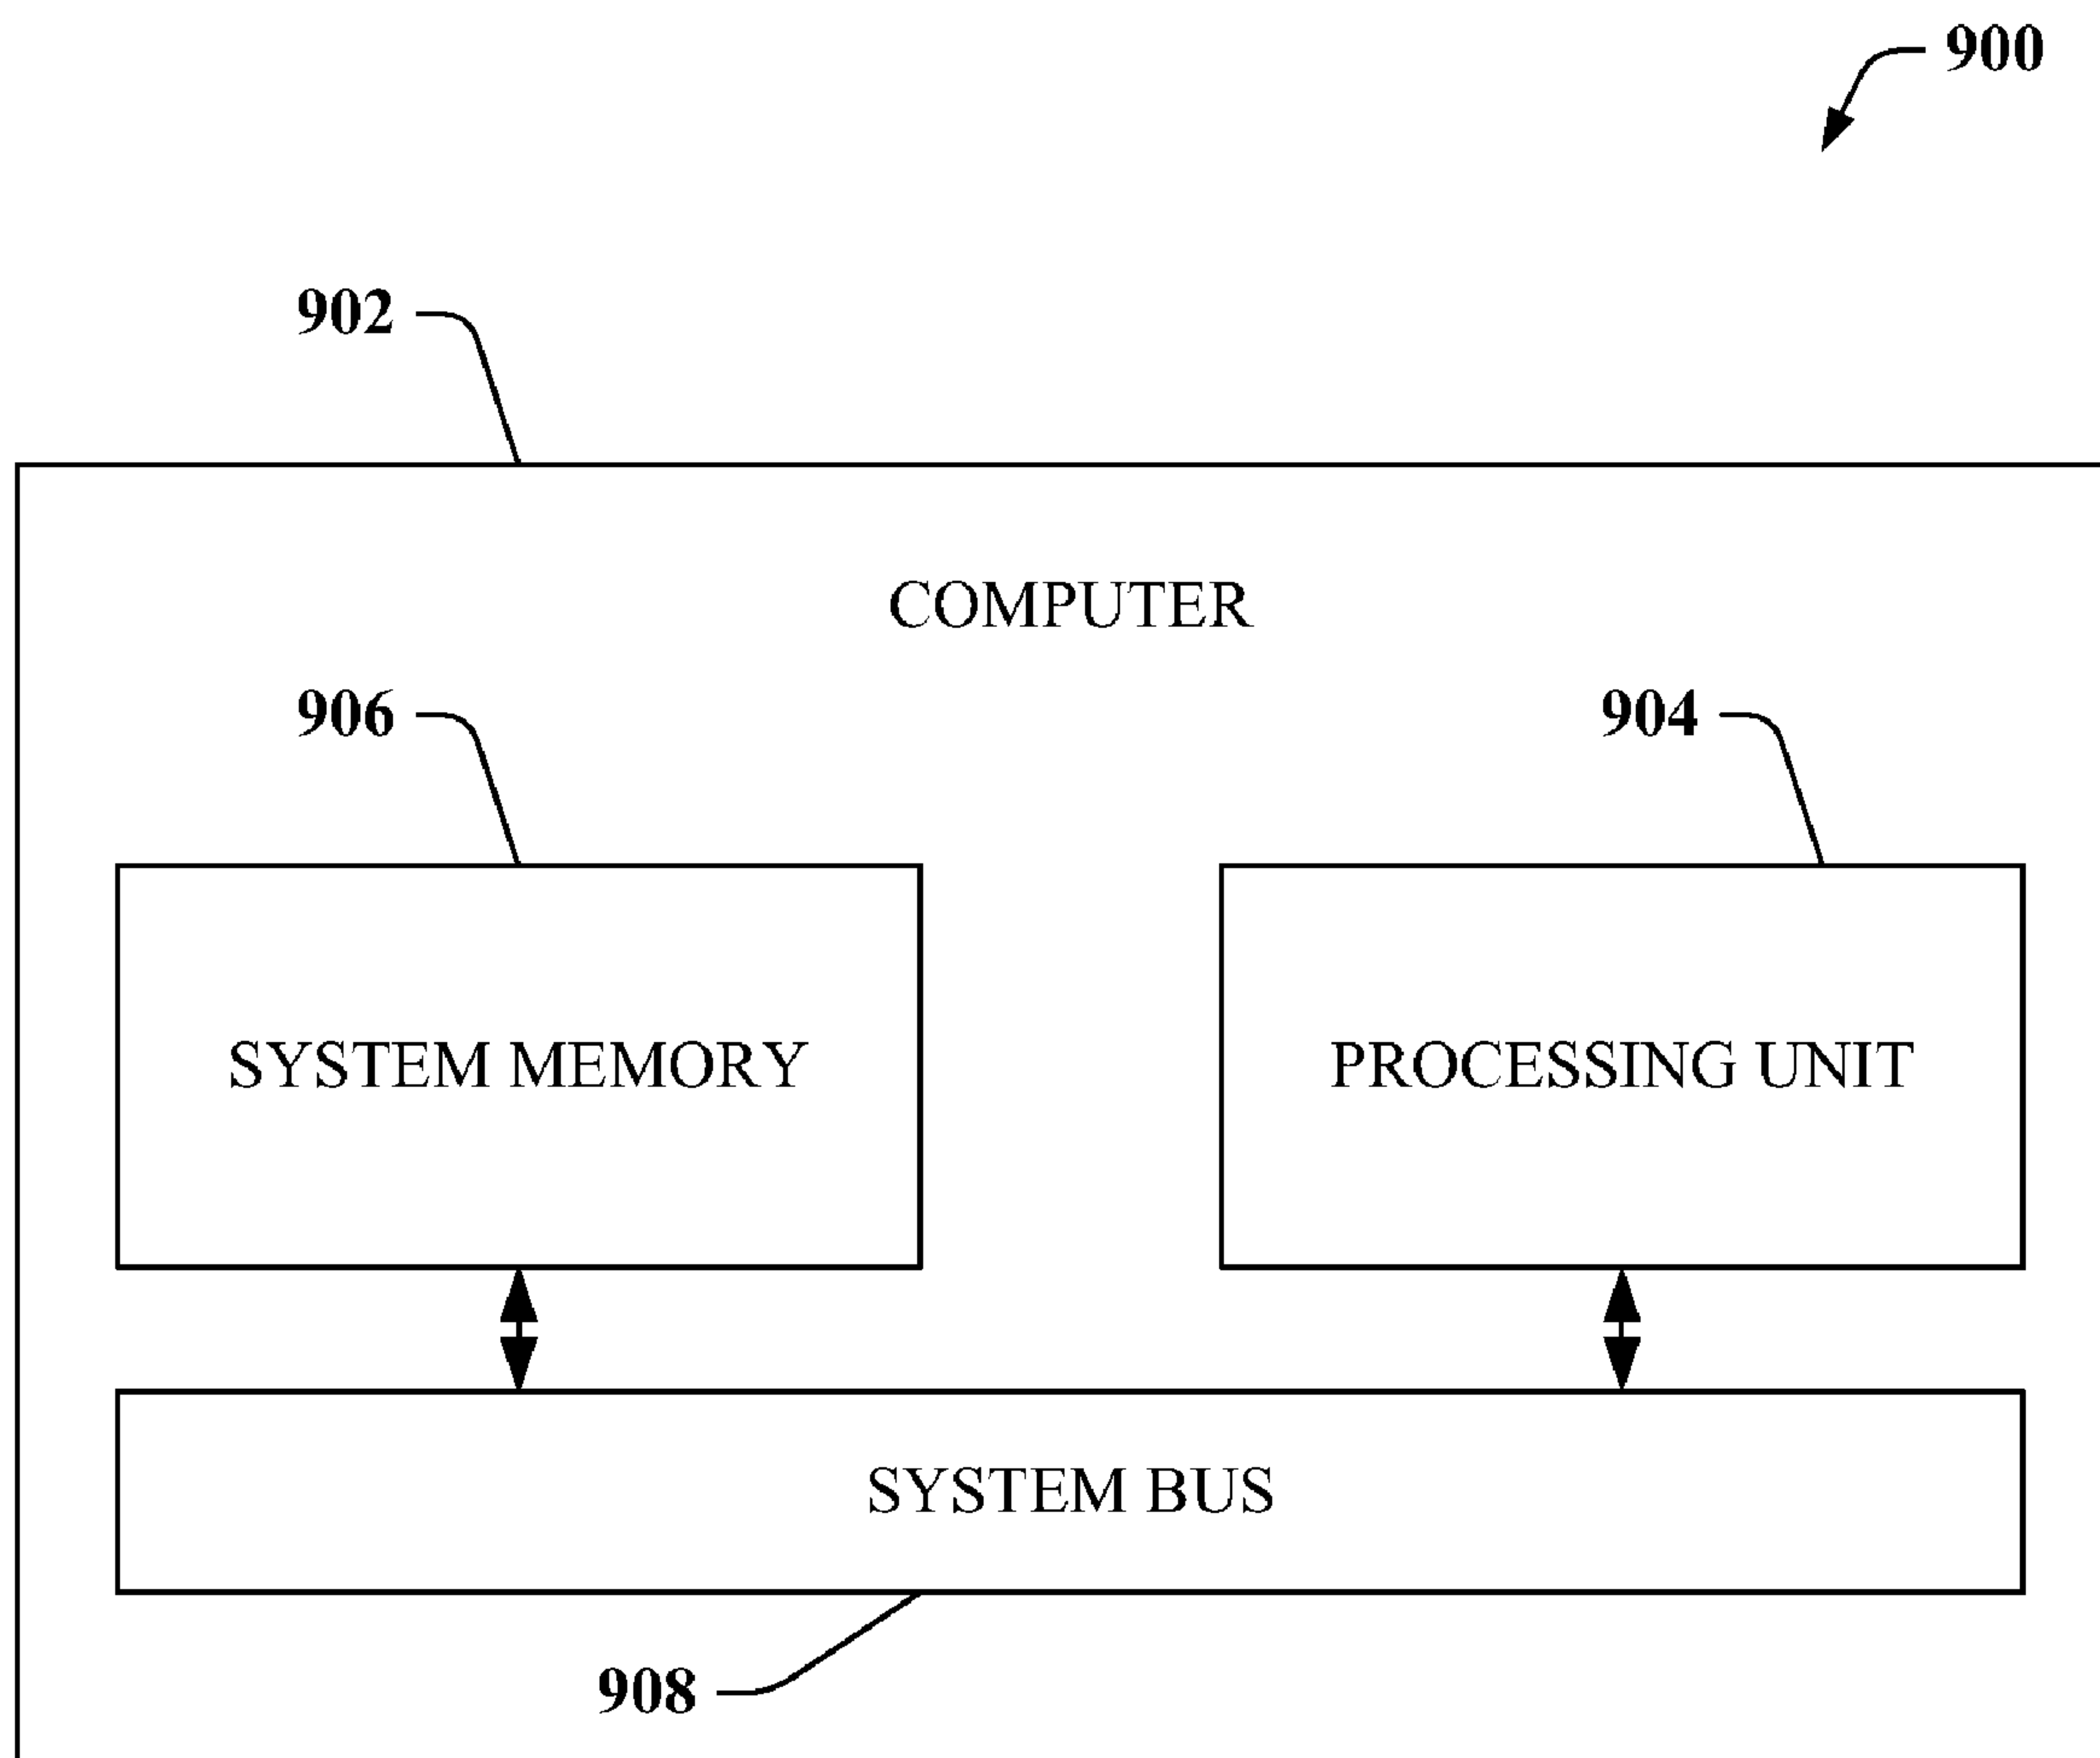 900
902
COMPUTER
906
904
SYSTEM MEMORY
PROCESSING UNIT
SYSTEM BUS
908